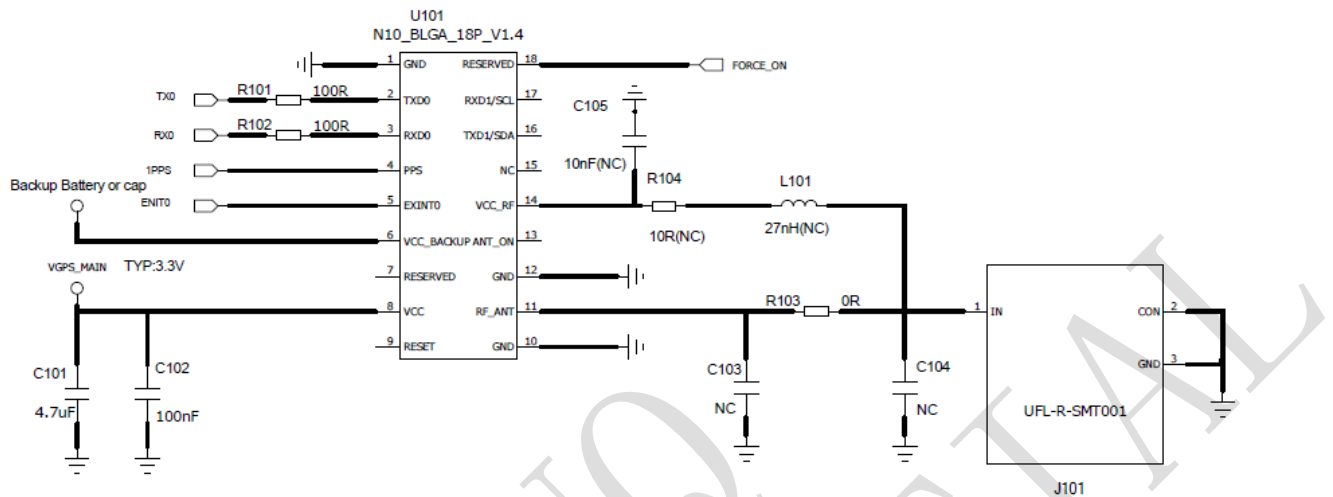 U101
N10_BLGA_18P_V1.4
1 GND RESERVED 18 FORCE_ON
TX0 R101 100R 2 TXD0 RXD1/SCL 17
C105
RX0 R102 100R 3 RXD0 TXD1/SDA 16
10nF(NC)
1PPS 4 PPS NC 15
R104 L101
Backup Battery or cap
ENIT0 5 EXINT0 VCC_RF 14
10R(NC) 27nH(NC)
6 VCC_BACKUP ANT_ON 13
VGPS_MAIN TYP:3.3V
7 RESERVED GND 12
8 VCC RF_ANT 11 R103 0R 1 IN CON 2
9 RESET GND 10
C101 C102 C103 C104 GND 3
4.7uF 100nF NC NC UFL-R-SMT001
J101